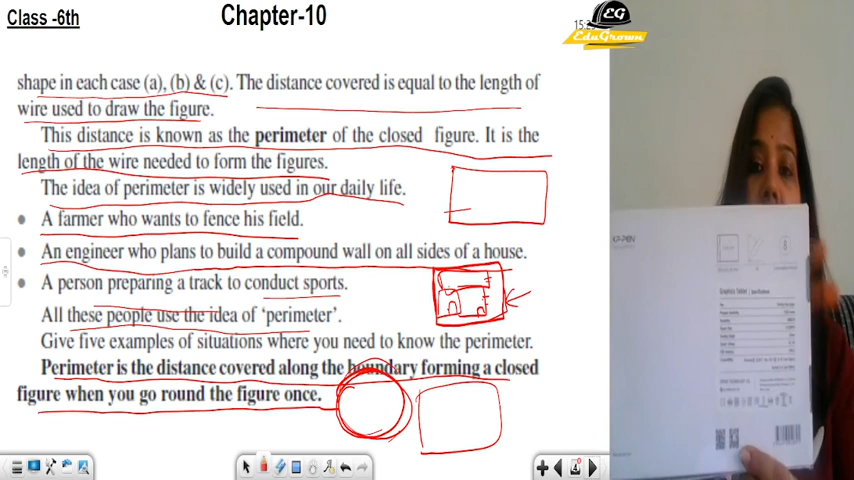 Class -6th
Chapter-10
EG
EduGrown
shape in each case (a), (b) & (c). The distance covered is equal to the length of
wire used to draw the figure.
This distance is known as the perimeter of the closed figure. It is the
length of the wire needed to form the figures.
The idea of perimeter is widely used in our daily life.
● A farmer who wants to fence his field.
● An engineer who plans to build a compound wall on all sides of a house.
● A person preparing a track to conduct sports.
All these people use the idea of ‘perimeter’.
Give five examples of situations where you need to know the perimeter.
Perimeter is the distance covered along the boundary forming a closed
figure when you go round the figure once.
Graphics Tablet